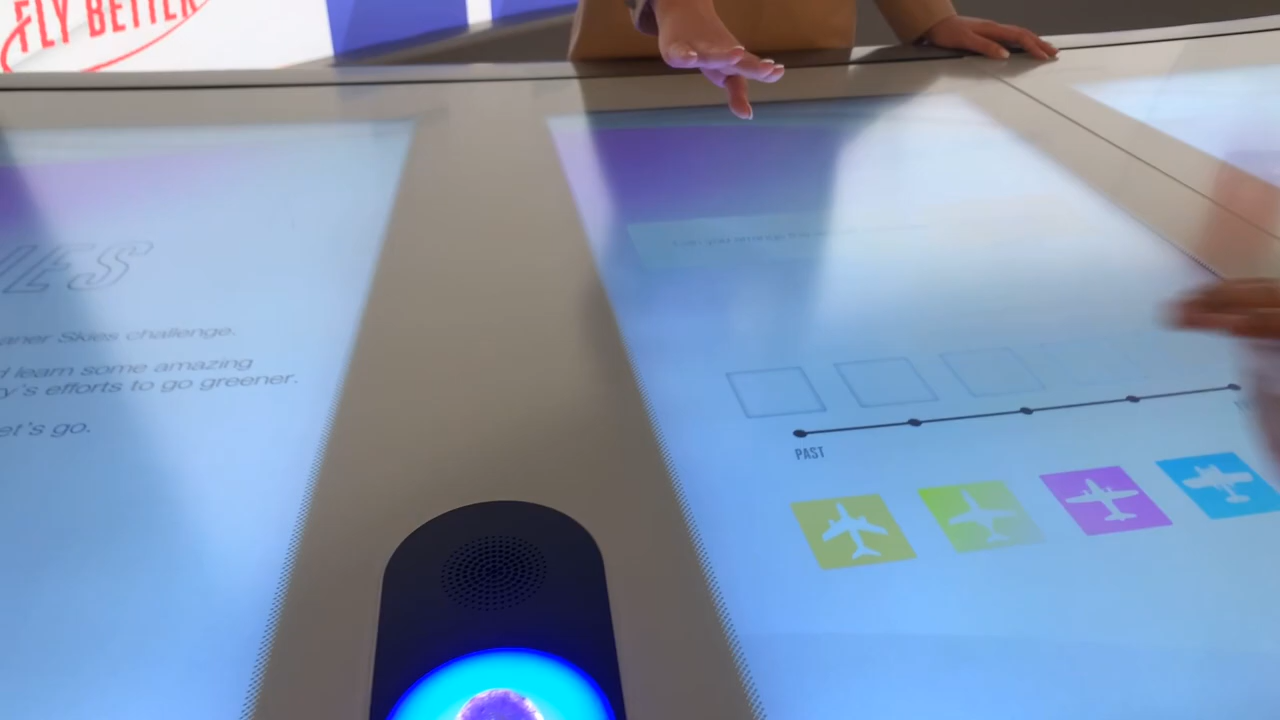 FLY BETTER
IES
aner Skies challenge.
d learn some amazing
y's efforts to go greener.
et's go.
PAST